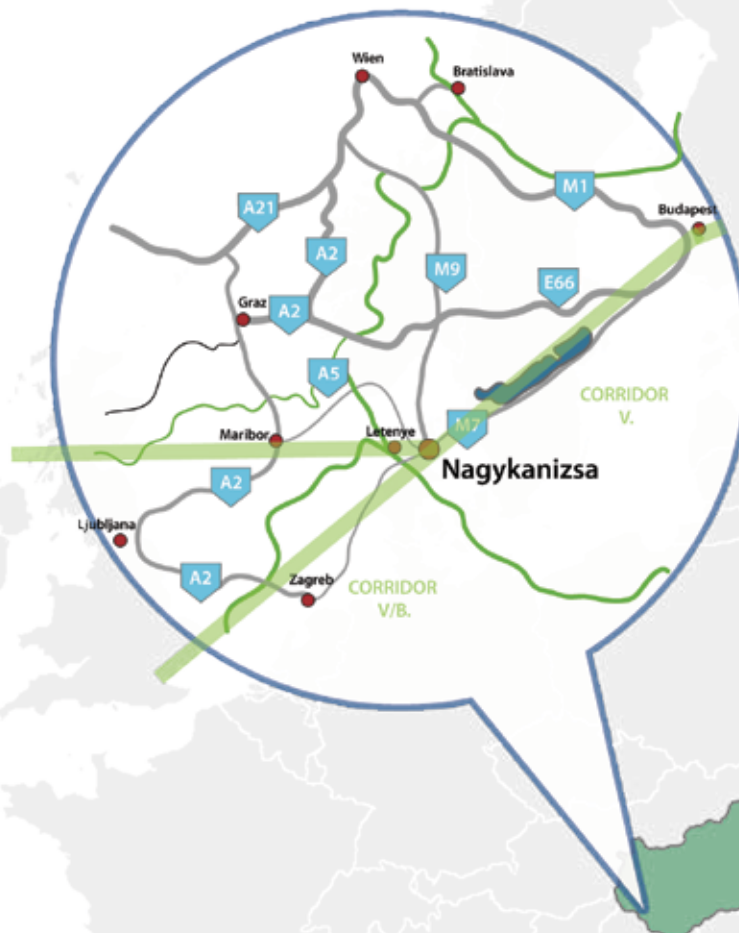 Wien
Bratislava
M1
A21
Budapest
A2
M9
E66
Graz
A2
A5
CORRIDOR
V.
M7
Maribor
Letenye
Nagykanizsa
A2
Ljubljana
A2
Zagreb
CORRIDOR
V/B.